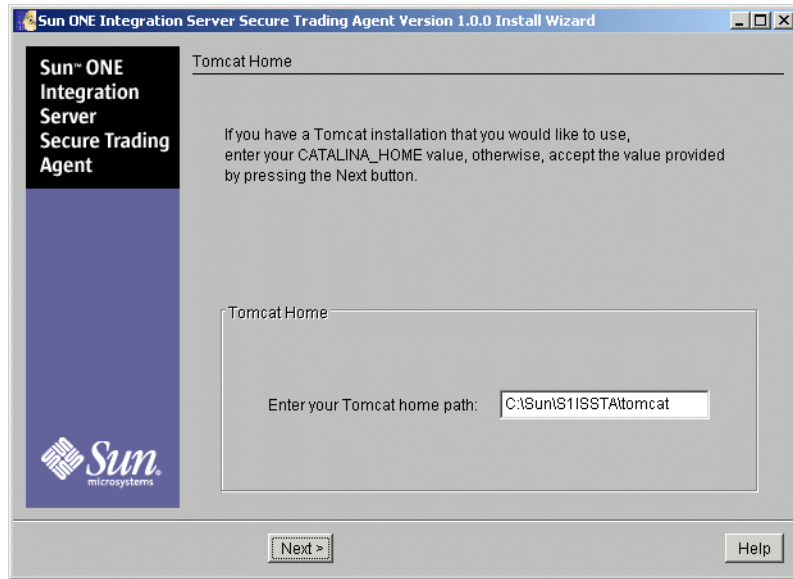 Sun ONE Integration Server Secure Trading Agent Version 1.0.0 Install Wizard
Sun™ ONE
Integration
Server
Secure Trading
Agent
Tomcat Home
If you have a Tomcat installation that you would like to use,
enter your CATALINA_HOME value, otherwise, accept the value provided
by pressing the Next button.
Tomcat Home
Enter your Tomcat home path: C:\Sun\S1ISSTA\tomcat
Sun.
microsystems
Next >
Help